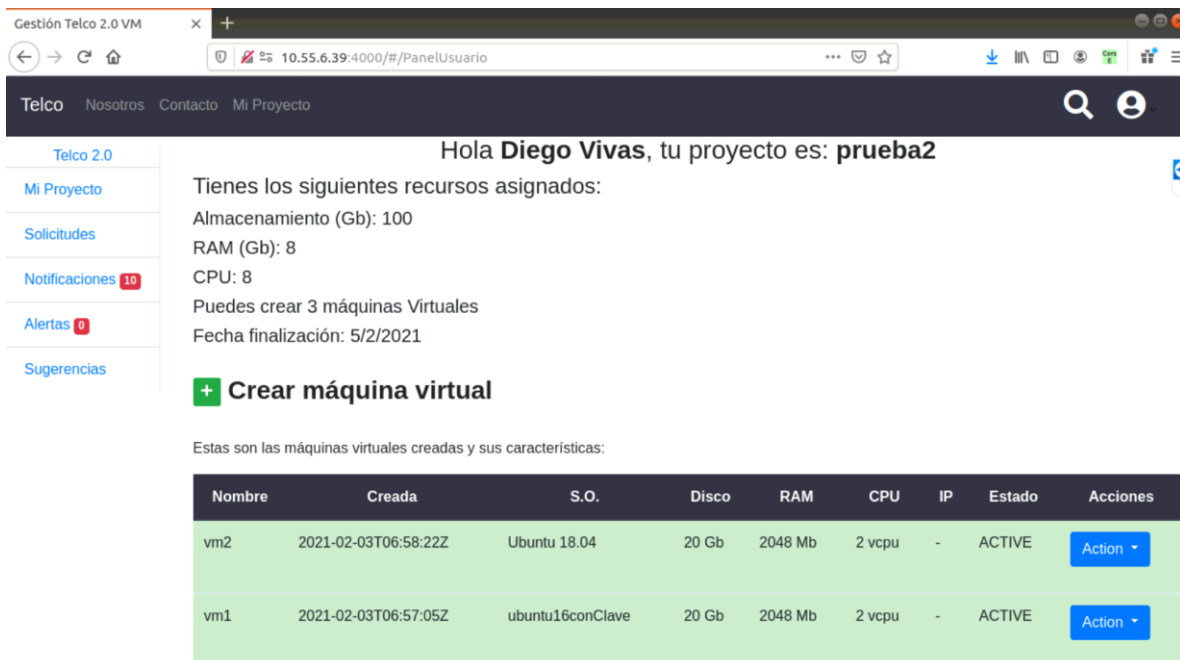 Gestión Telco 2.0 VM
10.55.6.39:4000/#/PanelUsuario
Telco Nosotros Contacto Mi Proyecto
Telco 2.0
Mi Proyecto
Solicitudes
Notificaciones 10
Alertas 0
Sugerencias
Hola Diego Vivas, tu proyecto es: prueba2
Tienes los siguientes recursos asignados:
Almacenamiento (Gb): 100
RAM (Gb): 8
CPU: 8
Puedes crear 3 máquinas Virtuales
Fecha finalización: 5/2/2021
+ Crear máquina virtual
Estas son las máquinas virtuales creadas y sus características:
Nombre Creada S.O. Disco RAM CPU IP Estado Acciones
vm2 2021-02-03T06:58:22Z Ubuntu 18.04 20 Gb 2048 Mb 2 vcpu - ACTIVE Action
vm1 2021-02-03T06:57:05Z ubuntu16conClave 20 Gb 2048 Mb 2 vcpu - ACTIVE Action